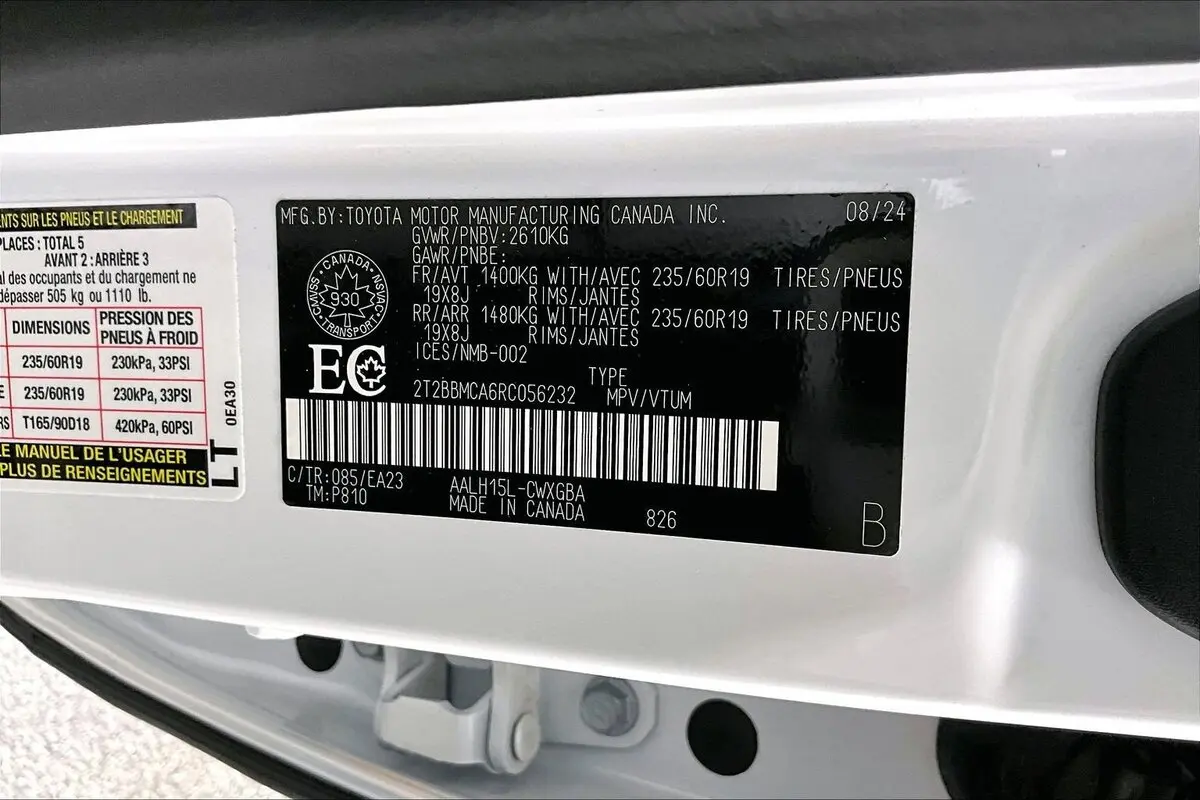 NTS SUR LES PNEUS ET LE CHARGEMENT
PLACES : TOTAL 5
AVANT 2 : ARRIÈRE 3
al des occupants et du chargement ne
dépasser 505 kg ou 1110 lb.
DIMENSIONS PRESSION DES PNEUS À FROID
235/60R19 230kPa, 33PSI
E 235/60R19 230kPa, 33PSI
RS T165/90D18 420kPa, 60PSI
LE MANUEL DE L'USAGER
PLUS DE RENSEIGNEMENTS
0EA30
LT
MFG.BY:TOYOTA MOTOR MANUFACTURING CANADA INC. 08/24
GVWR/PNBV:2610KG
GAWR/PNBE:
FR/AVT 1400KG WITH/AVEC 235/60R19 TIRES/PNEUS
19X8J RIMS/JANTES
RR/ARR 1480KG WITH/AVEC 235/60R19 TIRES/PNEUS
19X8J RIMS/JANTES
ICES/NMB-002
CANADA
CMVSS NSVAC
930
TRANSPORT
EC
TYPE
2T2BBMCA6RC056232 MPV/VTUM
C/TR:085/EA23 AALH15L-CWXGBA
TM:P810 MADE IN CANADA 826
B